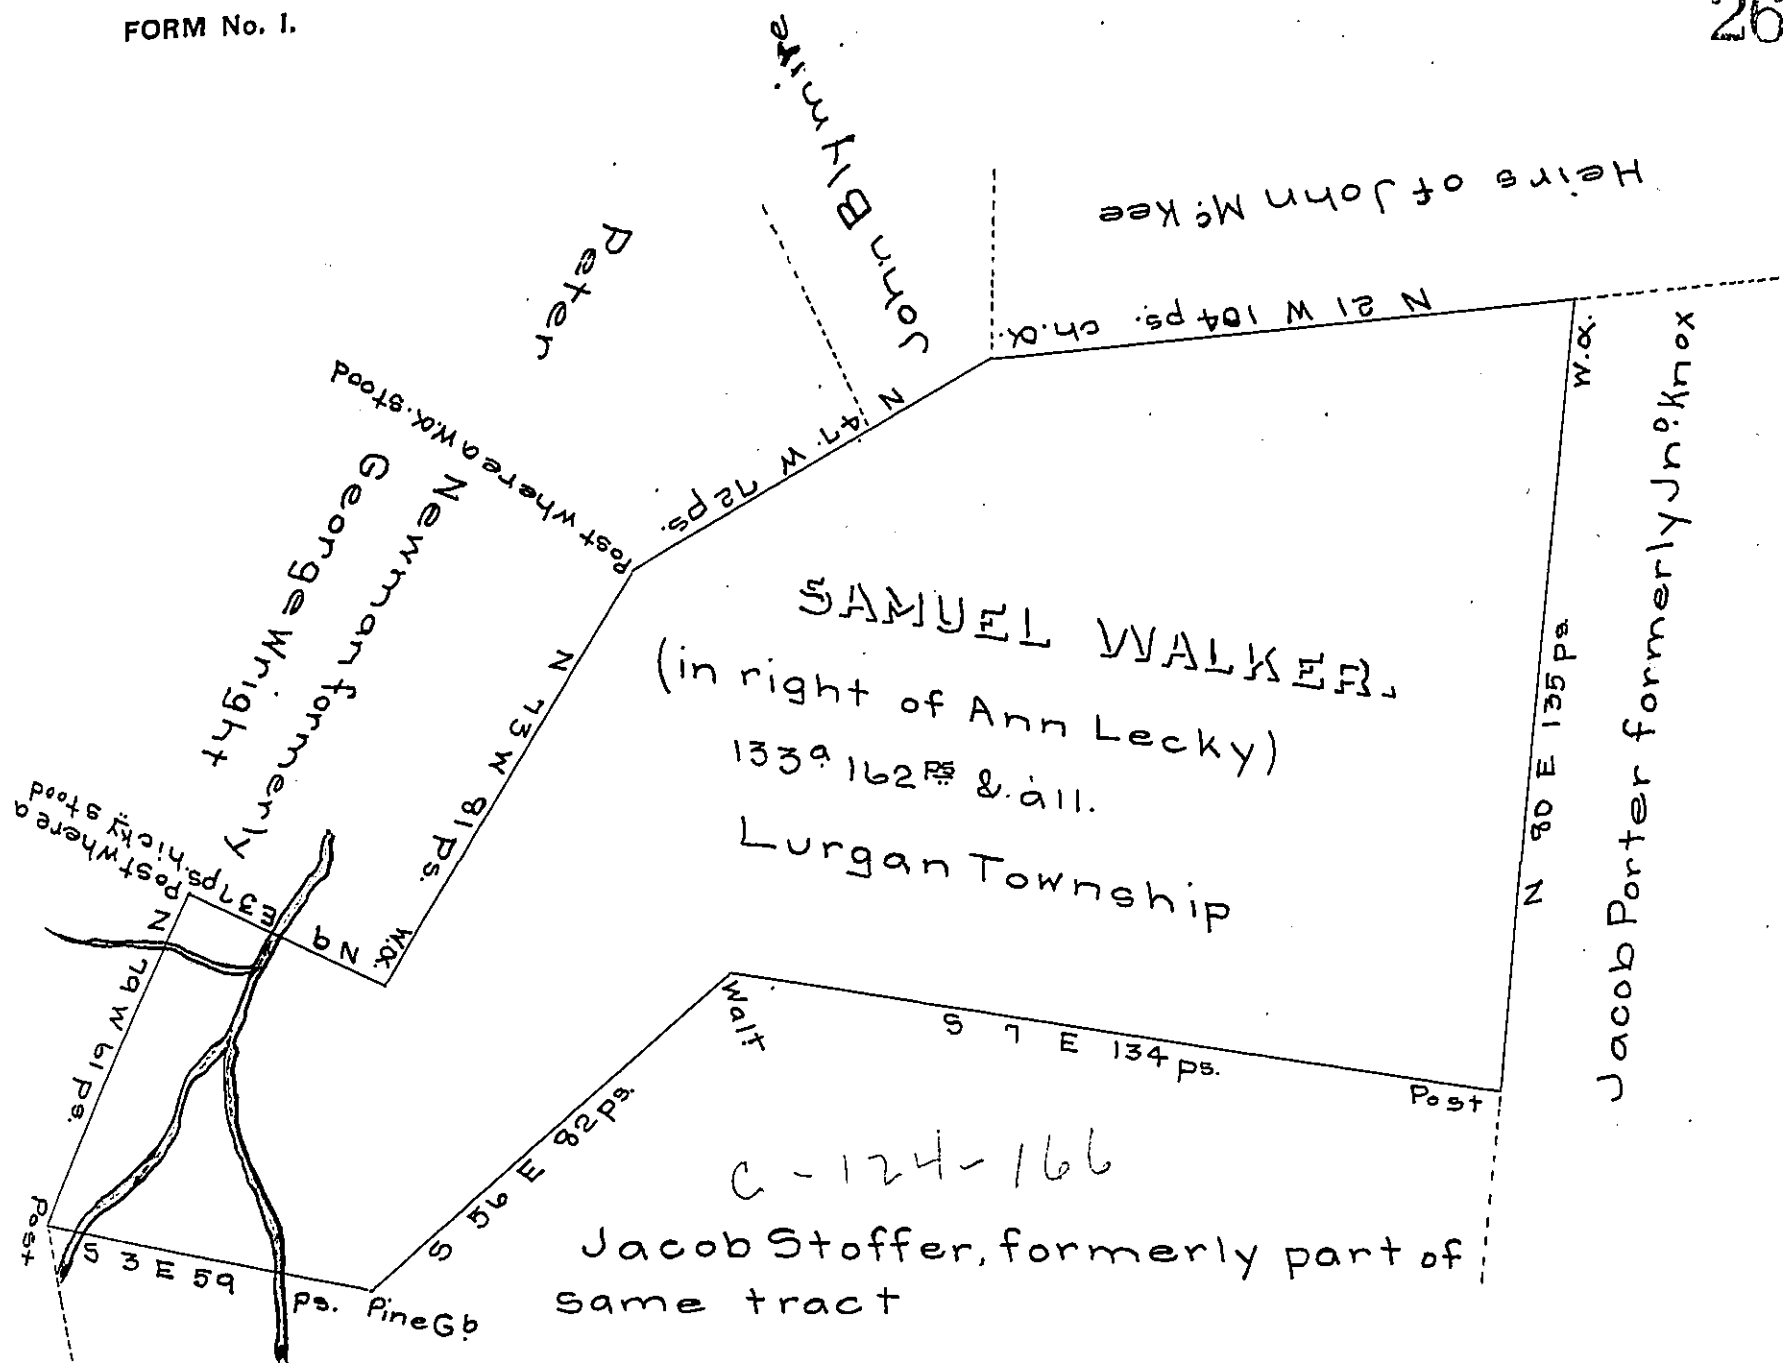 FORM No. I.
26
John Blymire
Heirs of John McKee
Peter
Newman formerly
George Wright
Post where a W.O. stood
N 47 W 72 ps.
N 21 W 104 ps. ch.O.
W.O.
Jacob Porter formerly Jno. Knox
N 80 E 135 ps.
SAMUEL WALKER.
(in right of Ann Lecky)
133a 162 ps & all.
Lurgan Township
N 73 W 81 ps.
Post where a
hicky stood
N 9 E 37 ps.
W.O.
N 79 W 61 ps.
Walt
S 7 E 134 ps.
Post
S 56 E 82 ps.
C-124-166
Post
S 3 E 59 ps.
Pine Gb
Jacob Stoffer, formerly part of
same tract